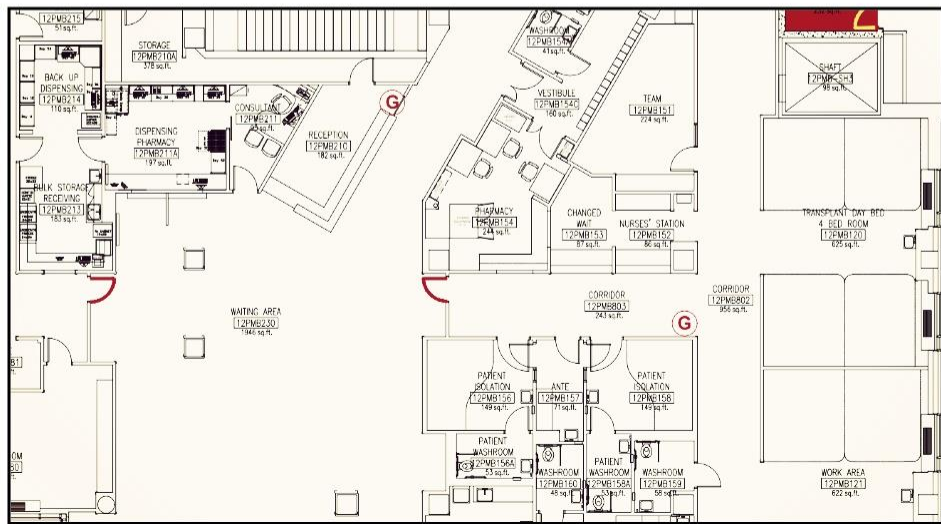 12PMB215
51 sq.ft.
STORAGE
12PMB210A
378 sq.ft.
BACK UP
DISPENSING
12PMB214
110 sq.ft.
DISPENSING
PHARMACY
12PMB211A
197 sq.ft.
CONSULTANT
12PMB211
RECEPTION
12PMB210
182 sq.ft.
G
BULK STORAGE
RECEIVING
12PMB213
183 sq.ft.
WASHROOM
12PMB154A
41 sq.ft.
VESTIBULE
12PMB154C
160 sq.ft.
TEAM
12PMB151
224 sq.ft.
SHAFT
12PMB-SH3
98 sq.ft.
PHARMACY
12PMB154
244 sq.ft.
CHANGED
WAIT
12PMB153
87 sq.ft.
NURSES' STATION
12PMB152
86 sq.ft.
TRANSPLANT DAY BED
4 BED ROOM
12PMB120
625 sq.ft.
WAITING AREA
12PMB230
1946 sq.ft.
CORRIDOR
12PMB803
243 sq.ft.
G
CORRIDOR
12PMB802
956 sq.ft.
PATIENT
ISOLATION
12PMB156
149 sq.ft.
ANTE
12PMB157
71 sq.ft.
PATIENT
ISOLATION
12PMB158
149 sq.ft.
PATIENT
WASHROOM
12PMB156A
53 sq.ft.
WASHROOM
12PMB160
48 sq.ft.
PATIENT
WASHROOM
12PMB158A
53 sq.ft.
WASHROOM
12PMB159
58 sq.ft.
WORK AREA
12PMB121
622 sq.ft.